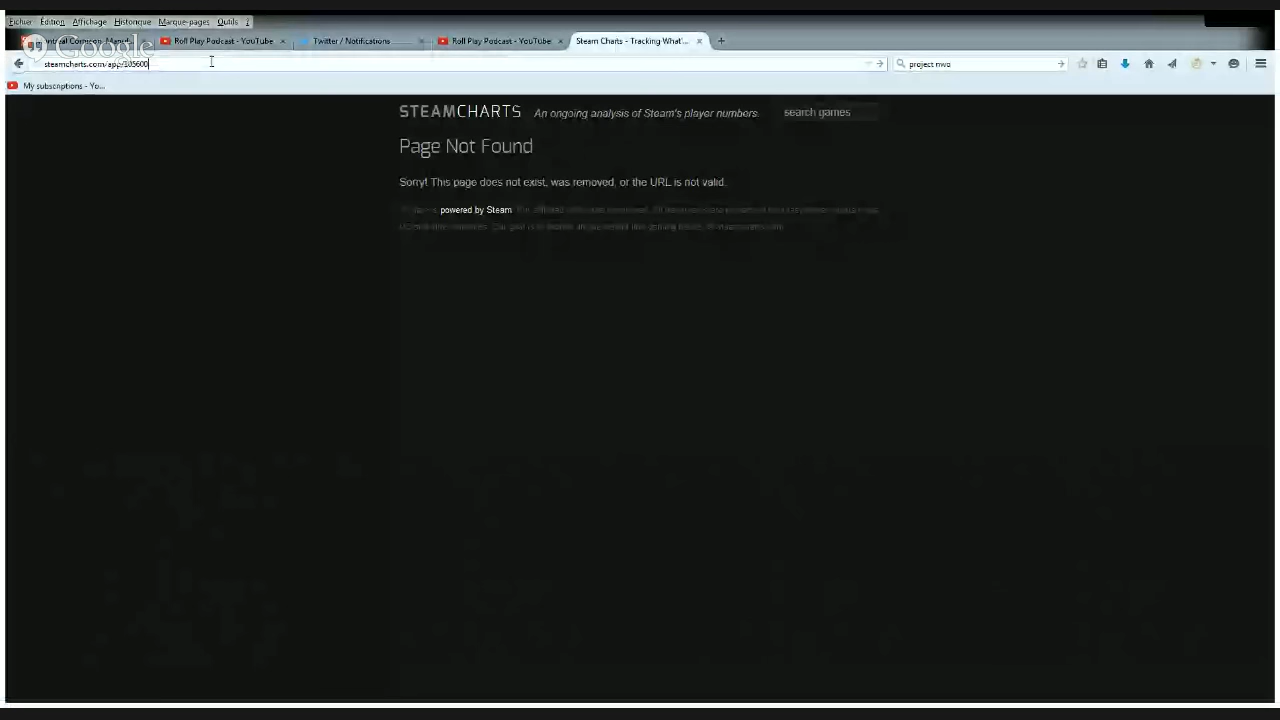 Fichier Édition Affichage Historique Marque-pages Outils ?
Google
Roll Play Podcast - YouTube
Twitter / Notifications
Roll Play Podcast - YouTube
Steam Charts - Tracking What'...
steamcharts.com/app/105600
project nwo
My subscriptions - Yo...
STEAMCHARTS An ongoing analysis of Steam's player numbers. search games
Page Not Found
Sorry! This page does not exist, was removed, or the URL is not valid.
powered by Steam